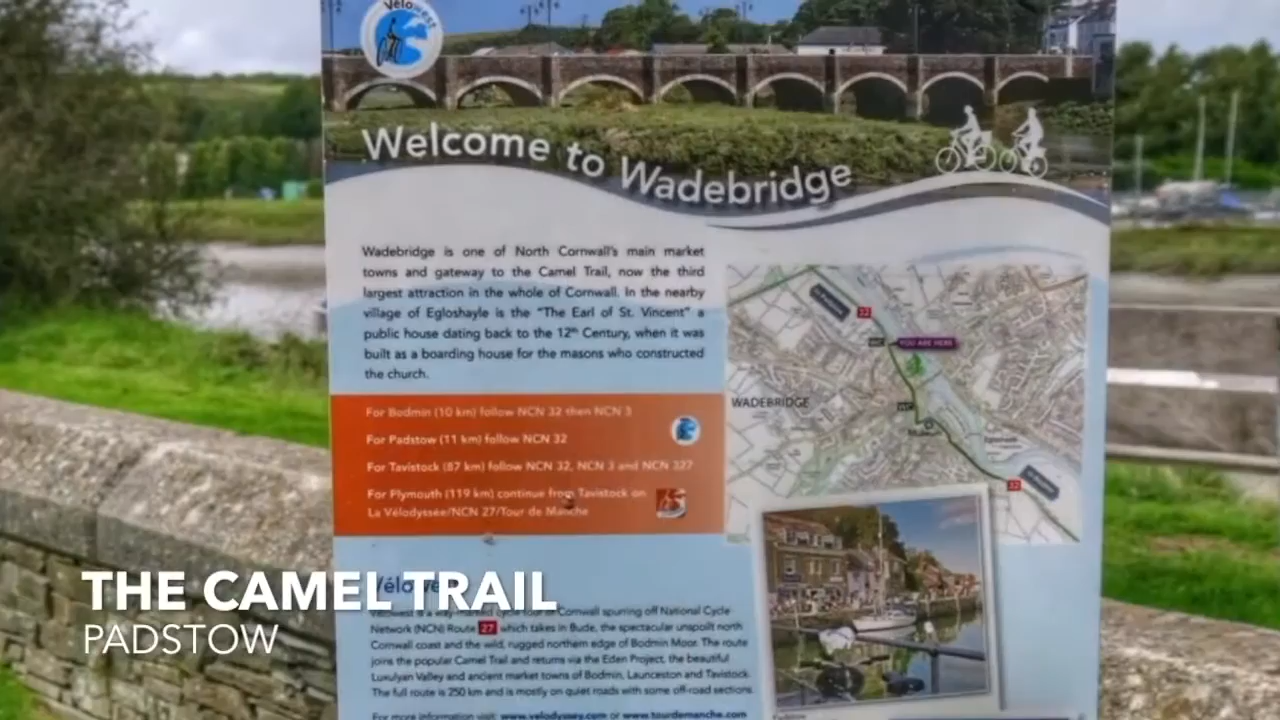 Velowest
Welcome to Wadebridge
Wadebridge is one of North Cornwall's main market
towns and gateway to the Camel Trail, now the third
largest attraction in the whole of Cornwall. In the nearby
village of Egloshayle is the "The Earl of St. Vincent" a
public house dating back to the 12th Century, when it was
built as a boarding house for the masons who constructed
the church.
32
WC
YOU ARE HERE
WADEBRIDGE
WC
32
For Bodmin (10 km) follow NCN 32 then NCN 3
For Padstow (11 km) follow NCN 32
For Tavistock (87 km) follow NCN 32, NCN 3 and NCN 327
For Plymouth (119 km) continue from Tavistock on
La Vélodyssée/NCN 27/Tour de Manche
THE CAMEL TRAIL
PADSTOW
Cornwall spurring off National Cycle
Network (NCN) Route 27 which takes in Bude, the spectacular unspoilt north
Cornwall coast and the wild, rugged northern edge of Bodmin Moor. The route
joins the popular Camel Trail and returns via the Eden Project, the beautiful
Luxulyan Valley and ancient market towns of Bodmin, Launceston and Tavistock.
The full route is 250 km and is mostly on quiet roads with some off-road sections.
For more information visit: www.velodyssey.com or www.tourdemanche.com